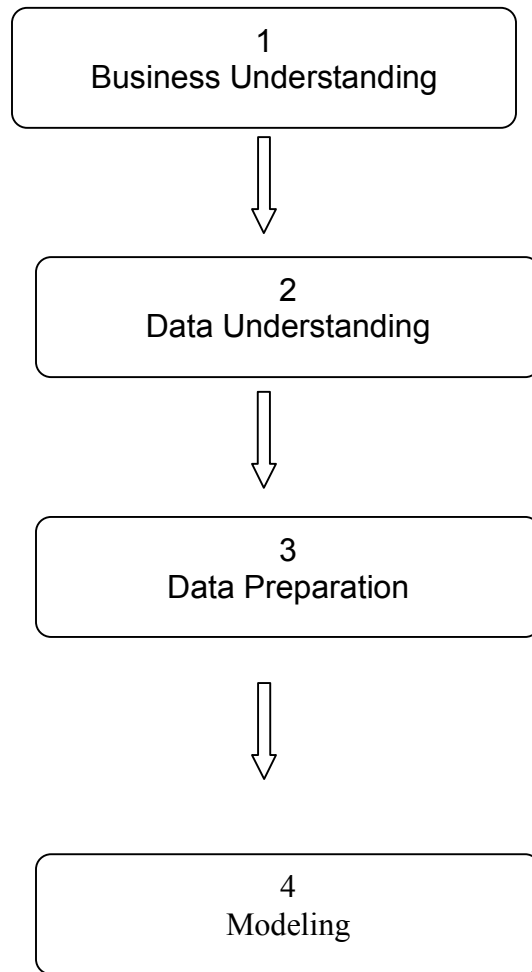 1
Business Understanding
2
Data Understanding
3
Data Preparation
4
Modeling